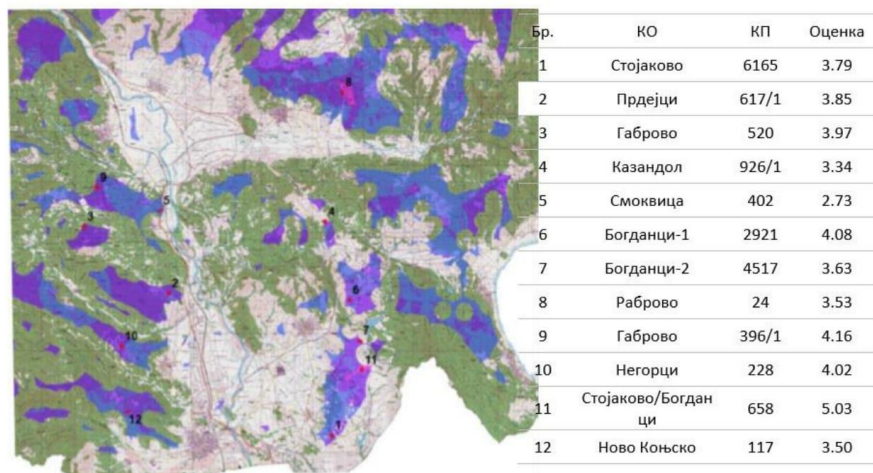 Бр. КО КП Оценка
1 Стојаково 6165 3.79
2 Прдејци 617/1 3.85
3 Габрово 520 3.97
4 Казандол 926/1 3.34
5 Смоквица 402 2.73
6 Богданци-1 2921 4.08
7 Богданци-2 4517 3.63
8 Раброво 24 3.53
9 Габрово 396/1 4.16
10 Негорци 228 4.02
11 Стојаково/Богдан
ци 658 5.03
12 Ново Коњско 117 3.50
8
9
5
3
4
2
6
7
10
11
12
1